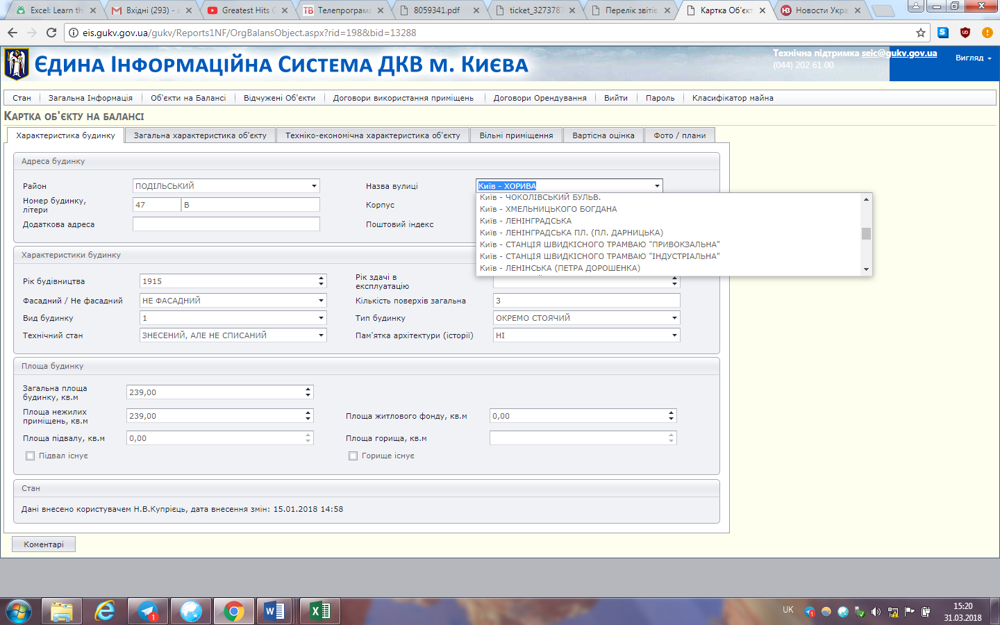 Excel: Learn th
Вхідні (293) - 
Greatest Hits
Телепрограма
8059341.pdf
ticket_327378
Перелік звітів
Картка Об'єкт
Новости Укра
eis.gukv.gov.ua/gukv/Reports1NF/OrgBalansObject.aspx?rid=198&bid=13288
Єдина Інформаційна Система ДКВ м. Києва
Технічна підтримка seic@gukv.gov.ua
(044) 202 61 00
Вигляд
Стан Загальна Інформація Об'єкти на Балансі Відчужені Об'єкти Договори використання приміщень Договори Орендування Вийти Пароль Класифікатор майна
Картка об'єкту на балансі
Характеристика будинку Загальна характеристика об'єкту Техніко-економічна характеристика об'єкту Вільні приміщення Вартісна оцінка Фото / плани
Адреса будинку
Район ПОДІЛЬСЬКИЙ Назва вулиці Київ - ХОРИВА
Номер будинку, літери 47 В Корпус
Додаткова адреса Поштовий індекс
Київ - ЧОКОЛІВСЬКИЙ БУЛЬВ.
Київ - ХМЕЛЬНИЦЬКОГО БОГДАНА
Київ - ЛЕНІНГРАДСЬКА
Київ - ЛЕНІНГРАДСЬКА ПЛ. (ПЛ. ДАРНИЦЬКА)
Київ - СТАНЦІЯ ШВИДКІСНОГО ТРАМВАЮ "ПРИВОКЗАЛЬНА"
Київ - СТАНЦІЯ ШВИДКІСНОГО ТРАМВАЮ "ІНДУСТРІАЛЬНА"
Київ - ЛЕНІНСЬКА (ПЕТРА ДОРОШЕНКА)
Характеристики будинку
Рік будівництва 1915 Рік здачі в експлуатацію
Фасадний / Не фасадний НЕ ФАСАДНИЙ Кількість поверхів загальна 3
Вид будинку 1 Тип будинку ОКРЕМО СТОЯЧИЙ
Технічний стан ЗНЕСЕНИЙ, АЛЕ НЕ СПИСАНИЙ Пам'ятка архітектури (історії) НІ
Площа будинку
Загальна площа будинку, кв.м 239,00
Площа нежилих приміщень, кв.м 239,00 Площа житлового фонду, кв.м 0,00
Площа підвалу, кв.м 0,00 Площа горища, кв.м
Підвал існує Горище існує
Стан
Дані внесено користувачем Н.В.Купрієць, дата внесення змін: 15.01.2018 14:58
Коментарі
UK
15:20
31.03.2018